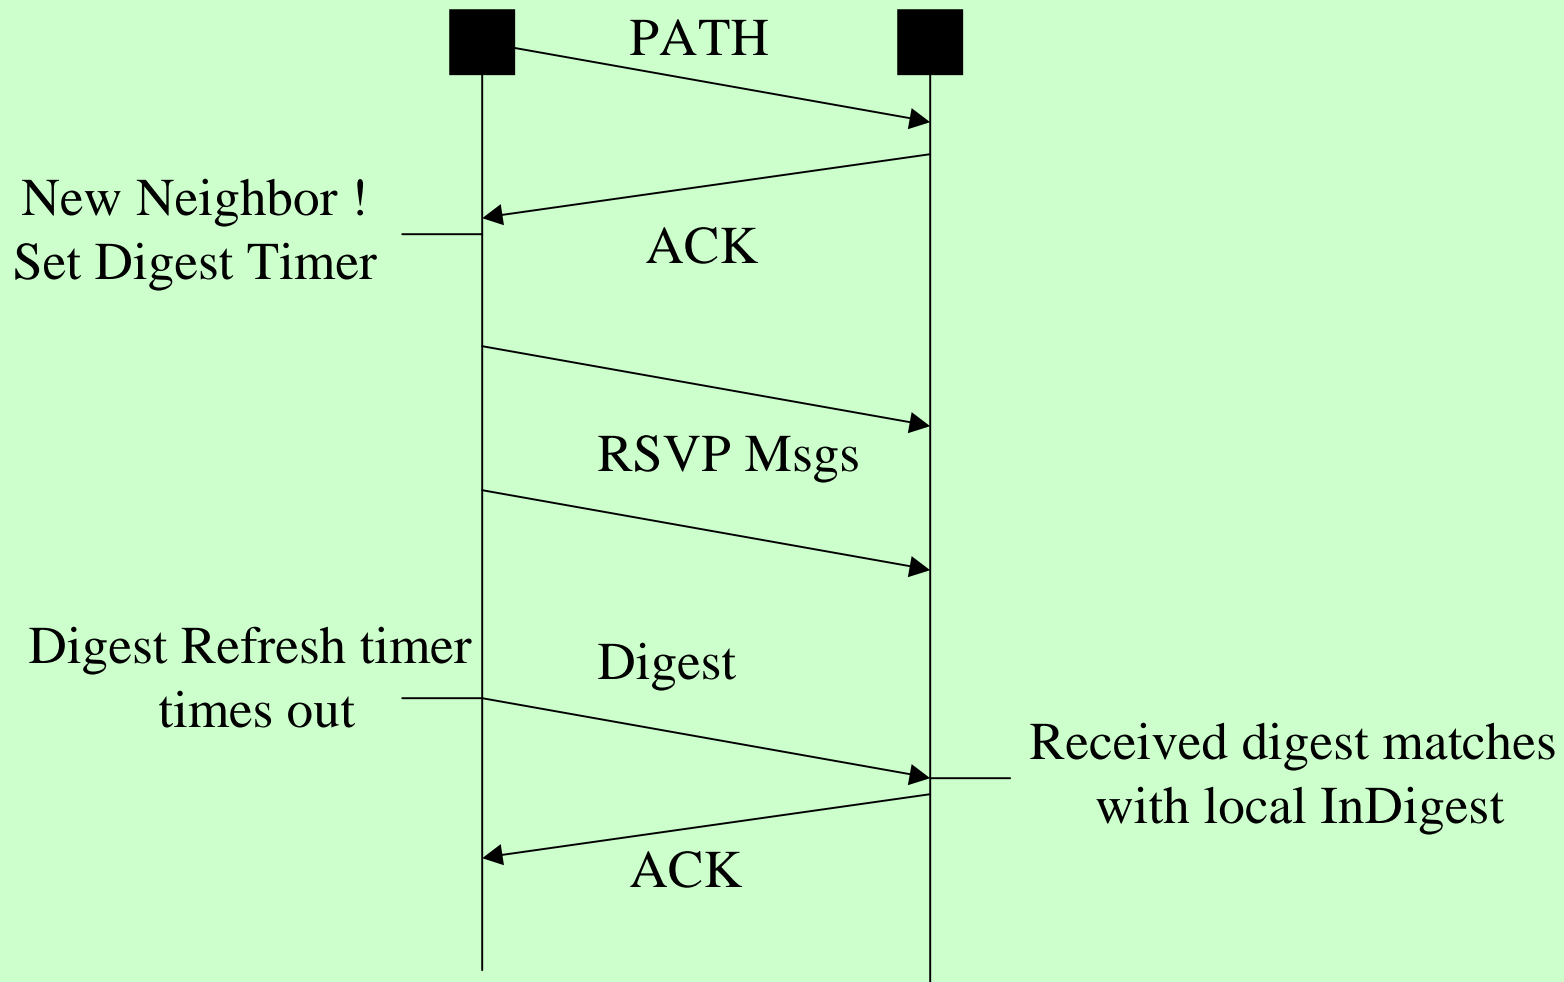 PATH
New Neighbor !
Set Digest Timer
ACK
RSVP Msgs
Digest Refresh timer
times out
Digest
Received digest matches
with local InDigest
ACK